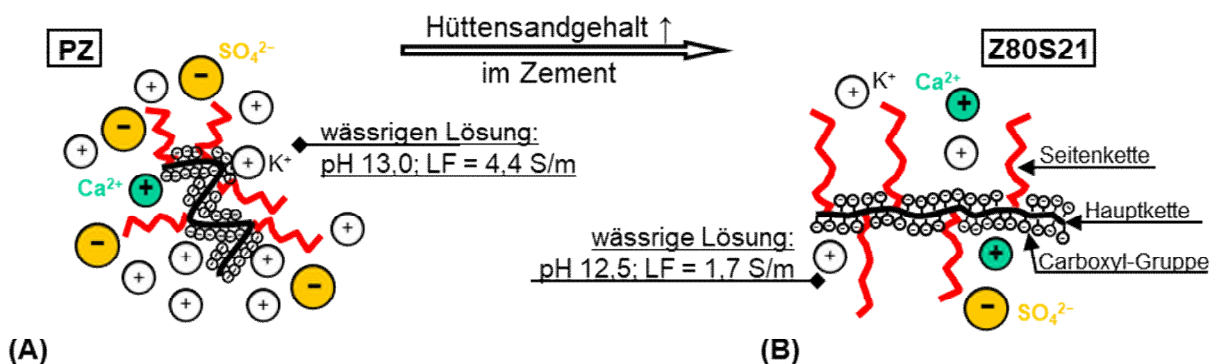 Hüttensandgehalt ↑
im Zement
PZ
SO₄²⁻
K⁺
Ca²⁺
wässrigen Lösung:
pH 13,0; LF = 4,4 S/m
(A)
Z80S21
K⁺
Ca²⁺
Seitenkette
Hauptkette
Carboxyl-Gruppe
wässrige Lösung:
pH 12,5; LF = 1,7 S/m
SO₄²⁻
(B)